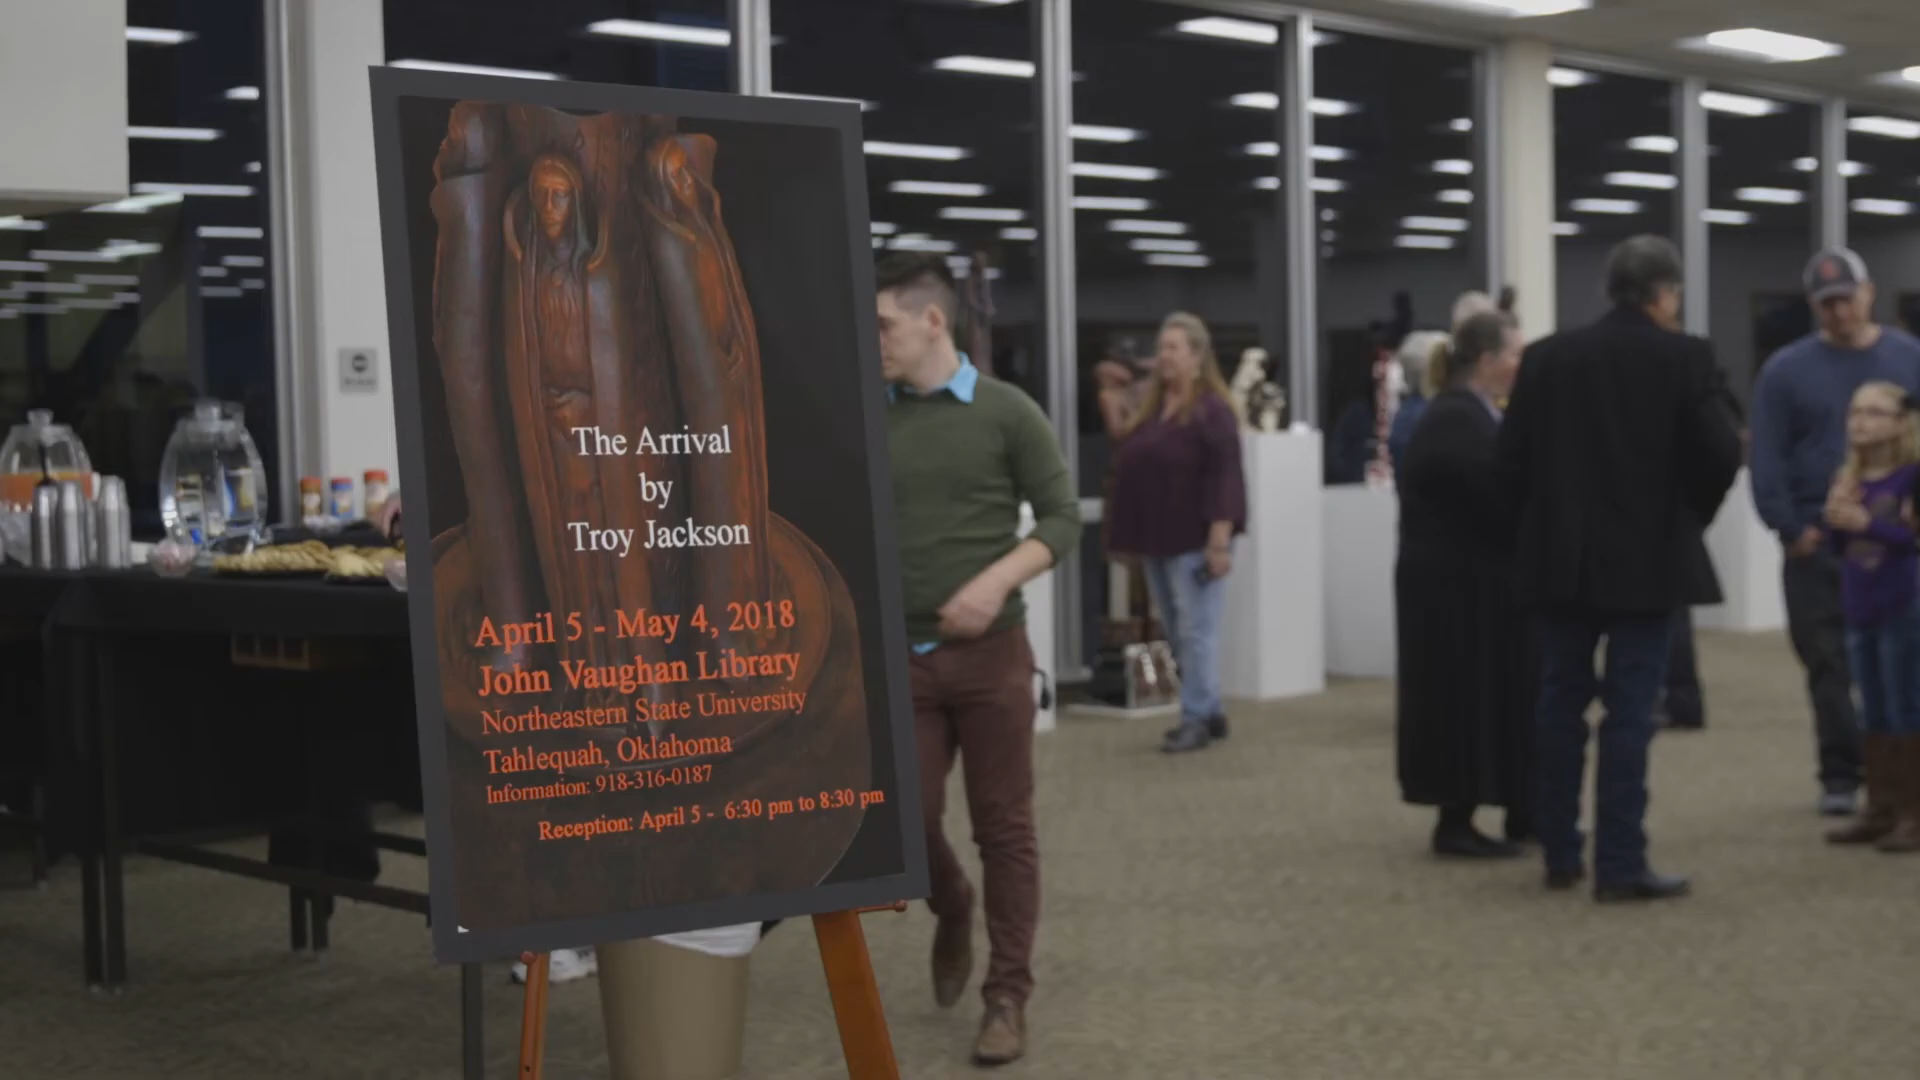 The Arrival
by
Troy Jackson
April 5 - May 4, 2018
John Vaughan Library
Northeastern State University
Tahlequah, Oklahoma
Information: 918-316-0187
Reception: April 5 - 6:30 pm to 8:30 pm